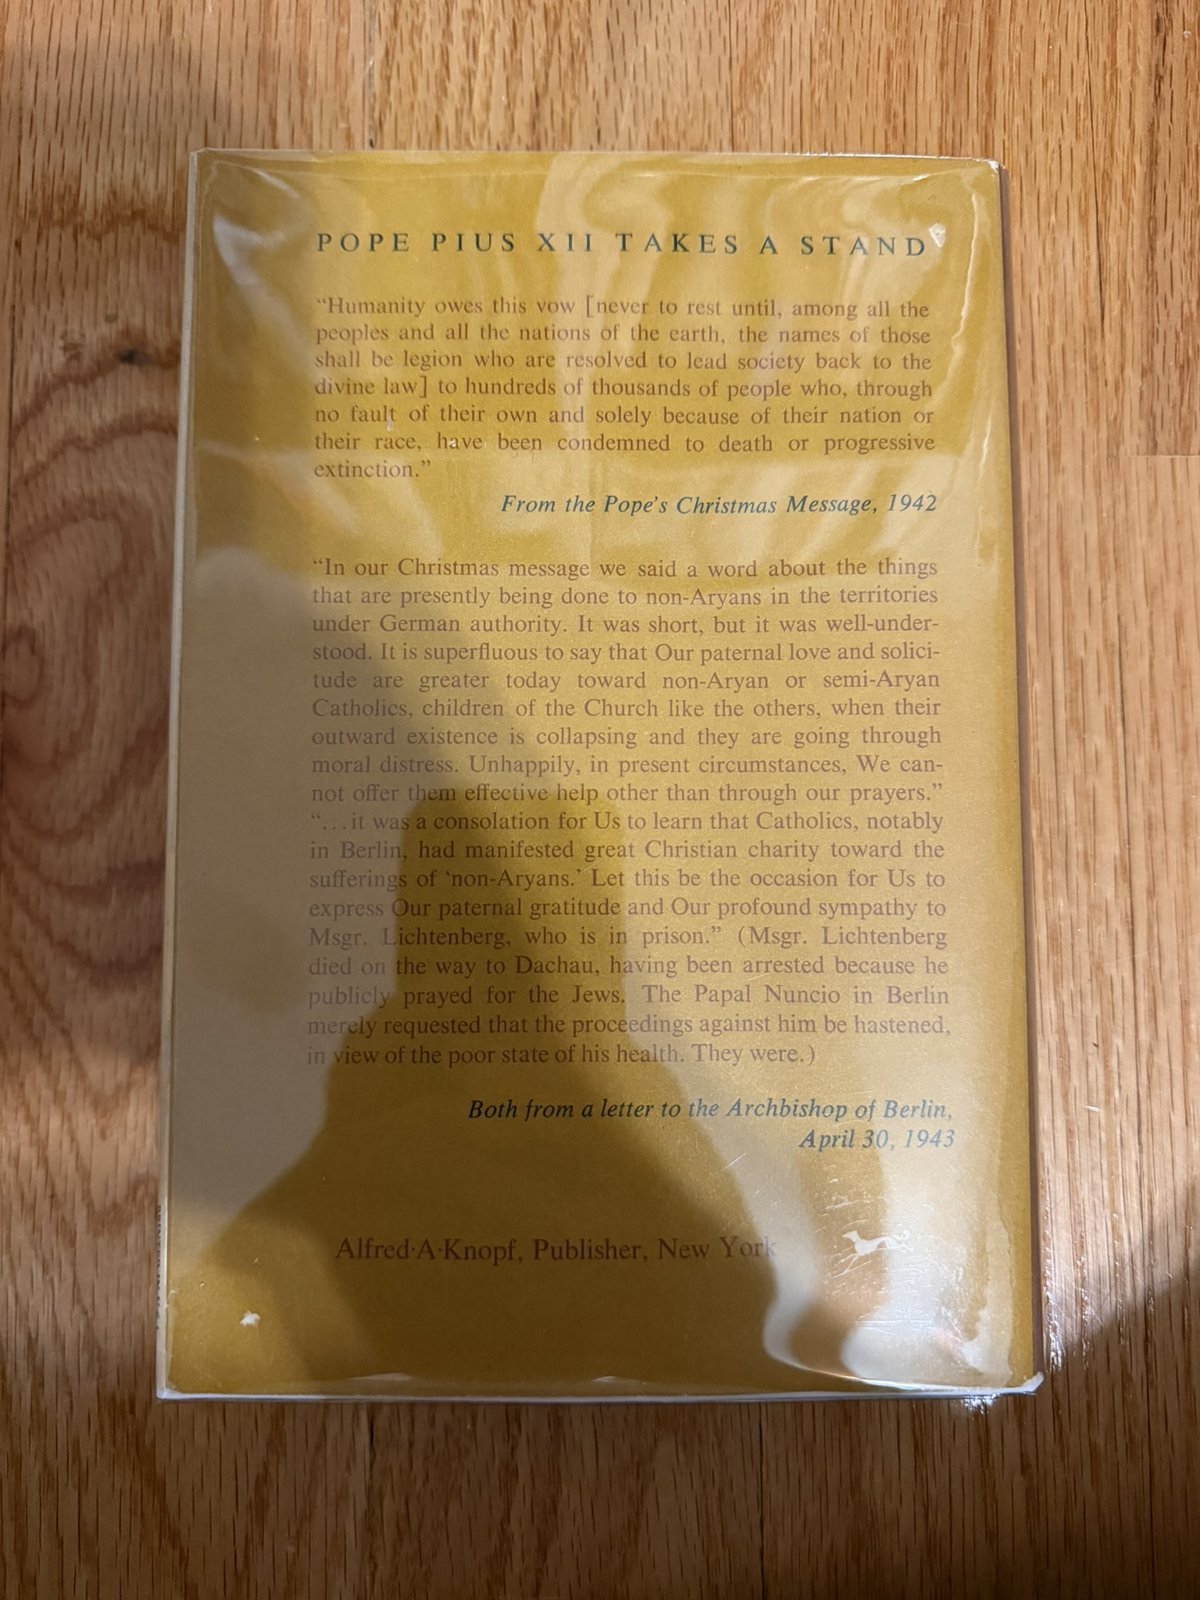 POPE PIUS XII TAKES A STAND
“Humanity owes this vow [never to rest until, among all the
peoples and all the nations of the earth, the names of those
shall be legion who are resolved to lead society back to the
divine law] to hundreds of thousands of people who, through
no fault of their own and solely because of their nation or
their race, have been condemned to death or progressive
extinction.”
From the Pope’s Christmas Message, 1942
“In our Christmas message we said a word about the things
that are presently being done to non-Aryans in the territories
under German authority. It was short, but it was well-under-
stood. It is superfluous to say that Our paternal love and solici-
tude are greater today toward non-Aryan or semi-Aryan
Catholics, children of the Church like the others, when their
outward existence is collapsing and they are going through
moral distress. Unhappily, in present circumstances, We can-
not offer them effective help other than through our prayers.”
“...it was a consolation for Us to learn that Catholics, notably
in Berlin, had manifested great Christian charity toward the
sufferings of ‘non-Aryans.’ Let this be the occasion for Us to
express Our paternal gratitude and Our profound sympathy to
Msgr. Lichtenberg, who is in prison.” (Msgr. Lichtenberg
died on the way to Dachau, having been arrested because he
publicly prayed for the Jews. The Papal Nuncio in Berlin
merely requested that the proceedings against him be hastened,
in view of the poor state of his health. They were.)
Both from a letter to the Archbishop of Berlin,
April 30, 1943
Alfred·A·Knopf, Publisher, New York